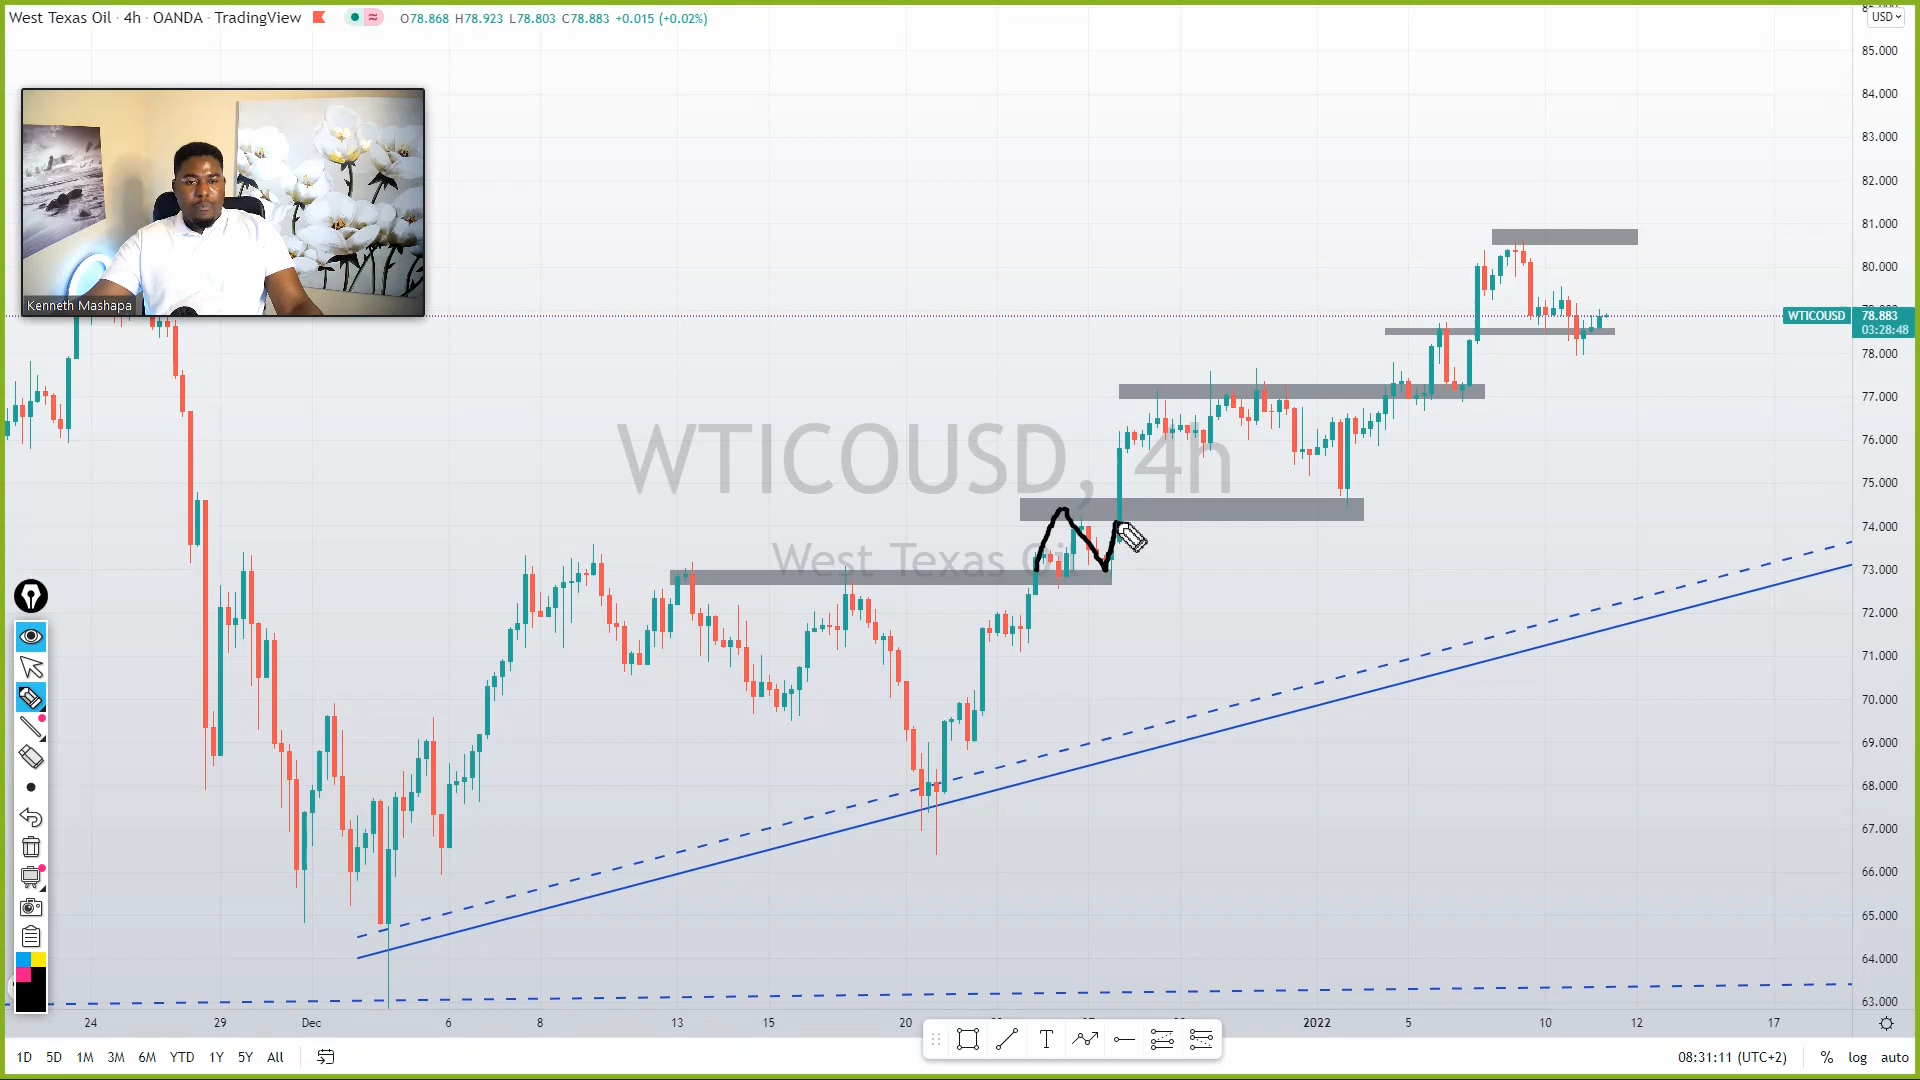 West Texas Oil · 4h · OANDA · TradingView
O78.868 H78.923 L78.803 C78.883 +0.015 (+0.02%)
USD
85.000
84.000
83.000
82.000
81.000
80.000
Kenneth Mashapa
WTICOUSD 78.883
03:28:48
78.000
77.000
WTICOUSD, 4h
76.000
75.000
74.000
West Texas Oil
73.000
72.000
71.000
70.000
69.000
68.000
67.000
66.000
65.000
64.000
63.000
24 29 Dec 6 8 13 15 20 2022 5 10 12 17
T
1D 5D 1M 3M 6M YTD 1Y 5Y All
08:31:11 (UTC+2) % log auto